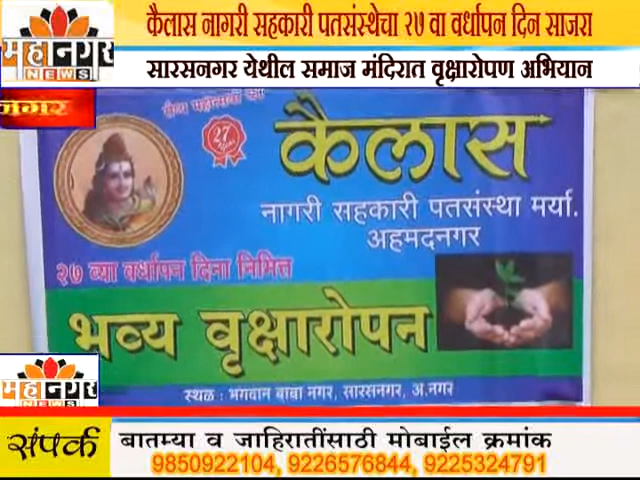 महानगर
NEWS
कैलास नागरी सहकारी पतसंस्थेचा २७ वा वर्धापन दिन साजरा
सारसनगर येथील समाज मंदिरात वृक्षारोपण अभियान
नगर
27
Years
कैलास
नागरी सहकारी पतसंस्था मर्या.
अहमदनगर
२७ व्या वर्धापन दिना निमित्त
भव्य वृक्षारोपन
स्थळ : भगवान बाबा नगर, सारसनगर, अ.नगर
महानगर
NEWS
संपर्क
बातम्या व जाहिरातींसाठी मोबाईल क्रमांक
9850922104, 9226576844, 9225324791